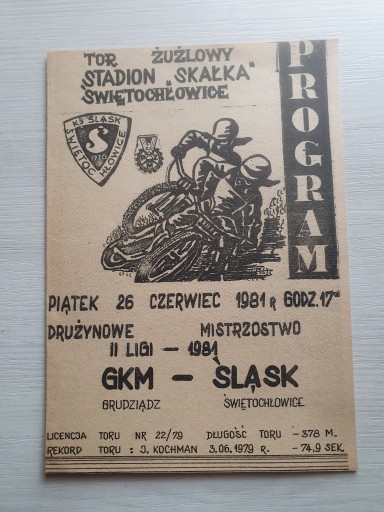 TOR ŻUŻLOWY
STADION "SKAŁKA"
ŚWIĘTOCHŁOWICE
PROGRAM
KS ŚLĄSK
ŚWIĘTOCHŁOWICE
PIĄTEK 26 CZERWIEC 1981 R GODZ. 17
DRUŻYNOWE MISTRZOSTWO
II LIGI — 1981
GKM — ŚLĄSK
GRUDZIĄDZ ŚWIĘTOCHŁOWICE
LICENCJA TORU NR 22/79 DŁUGOŚĆ TORU - 378 M.
REKORD TORU : J. KOCHMAN 3.06.1979 R. - 74,9 SEK.